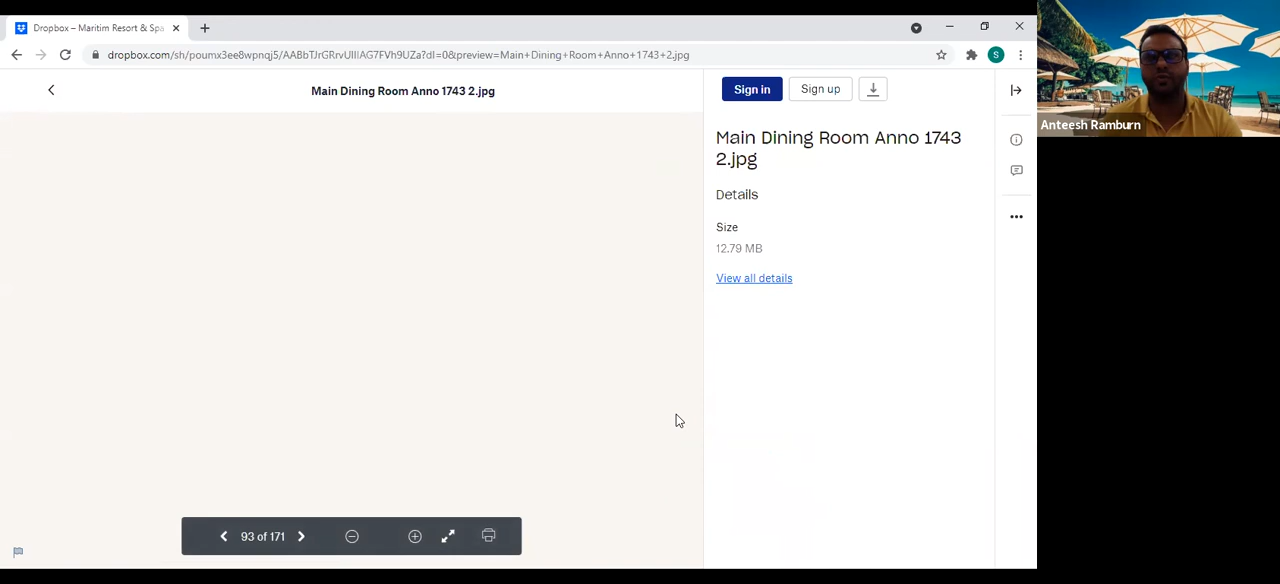 Dropbox – Maritim Resort & Spa
dropbox.com/sh/poumx3ee8wpnqj5/AABbTJrGRrvUIIlAG7FVh9UZa?dl=0&preview=Main+Dining+Room+Anno+1743+2.jpg
S
Main Dining Room Anno 1743 2.jpg
Sign in
Sign up
Main Dining Room Anno 1743
2.jpg
Details
Size
12.79 MB
View all details
93 of 171
Anteesh Ramburn